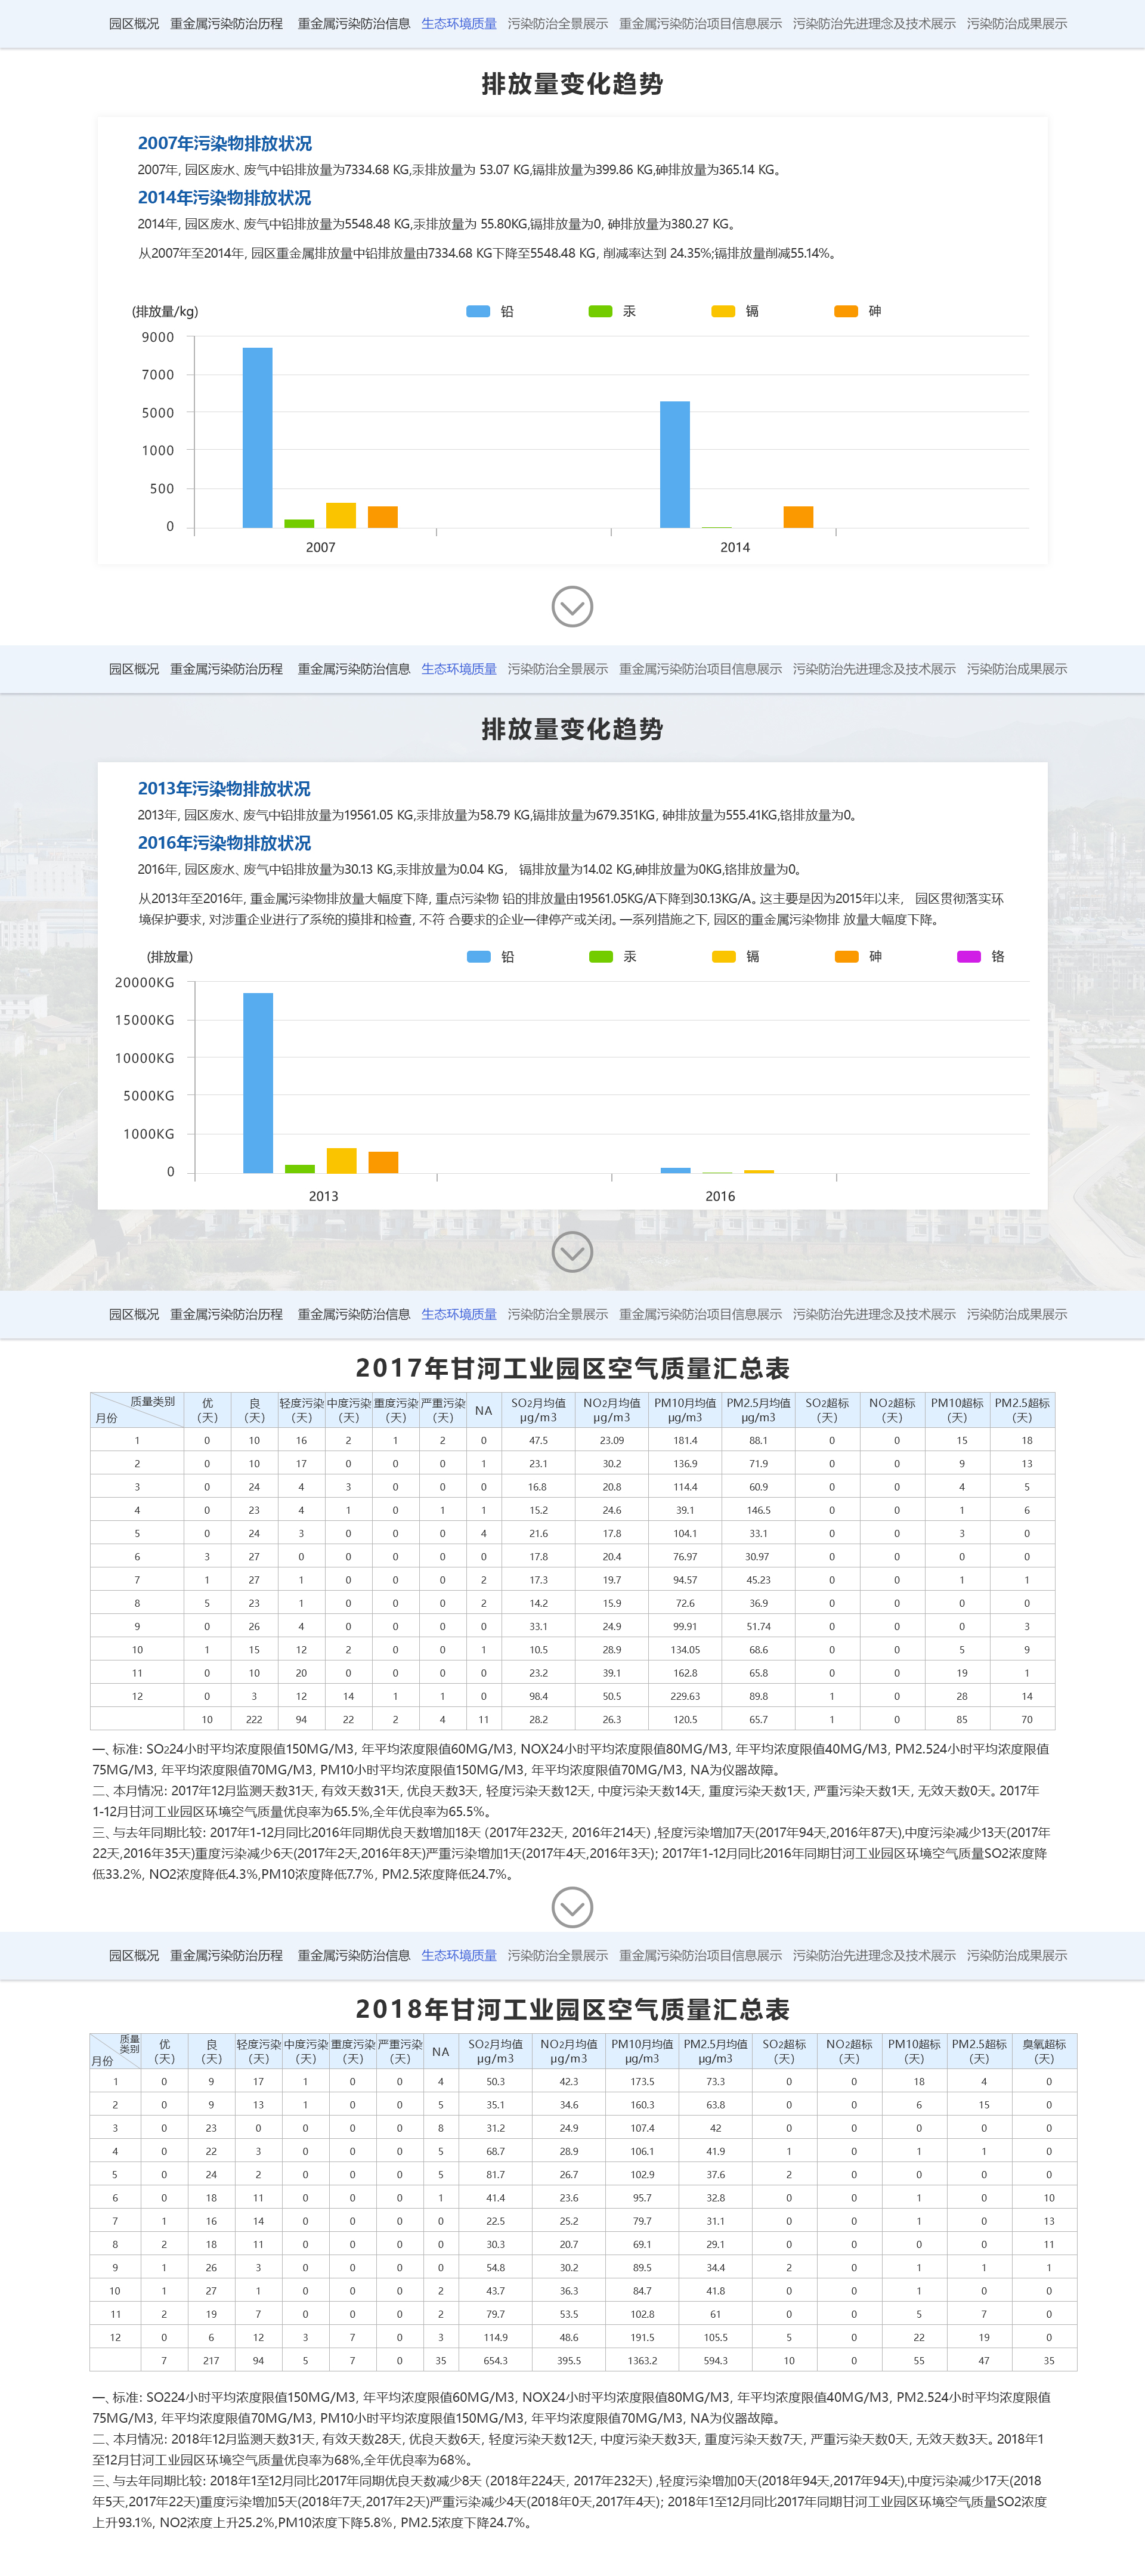 园区概况 重金属污染防治历程 重金属污染防治信息 生态环境质量 污染防治全景展示 重金属污染防治项目信息展示 污染防治先进理念及技术展示 污染防治成果展示
排放量变化趋势
2007年污染物排放状况
2007年, 园区废水、废气中铅排放量为7334.68 KG,汞排放量为 53.07 KG,镉排放量为399.86 KG,砷排放量为365.14 KG。
2014年污染物排放状况
2014年, 园区废水、废气中铅排放量为5548.48 KG,汞排放量为 55.80KG,镉排放量为0, 砷排放量为380.27 KG。
从2007年至2014年, 园区重金属排放量中铅排放量由7334.68 KG下降至5548.48 KG, 削减率达到 24.35%;镉排放量削减55.14%。
(排放量/kg) 铅 汞 镉 砷
9000
7000
5000
1000
500
0
2007 2014
园区概况 重金属污染防治历程 重金属污染防治信息 生态环境质量 污染防治全景展示 重金属污染防治项目信息展示 污染防治先进理念及技术展示 污染防治成果展示
排放量变化趋势
2013年污染物排放状况
2013年, 园区废水、废气中铅排放量为19561.05 KG,汞排放量为58.79 KG,镉排放量为679.351KG, 砷排放量为555.41KG,铬排放量为0。
2016年污染物排放状况
2016年, 园区废水、废气中铅排放量为30.13 KG,汞排放量为0.04 KG, 镉排放量为14.02 KG,砷排放量为0KG,铬排放量为0。
从2013年至2016年, 重金属污染物排放量大幅度下降, 重点污染物 铅的排放量由19561.05KG/A下降到30.13KG/A。这主要是因为2015年以来, 园区贯彻落实环
境保护要求, 对涉重企业进行了系统的摸排和检查, 不符 合要求的企业一律停产或关闭。一系列措施之下, 园区的重金属污染物排 放量大幅度下降。
(排放量) 铅 汞 镉 砷 铬
20000KG
15000KG
10000KG
5000KG
1000KG
0
2013 2016
园区概况 重金属污染防治历程 重金属污染防治信息 生态环境质量 污染防治全景展示 重金属污染防治项目信息展示 污染防治先进理念及技术展示 污染防治成果展示
2017年甘河工业园区空气质量汇总表
质量类别 月份 优(天) 良(天) 轻度污染(天) 中度污染(天) 重度污染(天) 严重污染(天) NA SO2月均值μg/m3 NO2月均值μg/m3 PM10月均值μg/m3 PM2.5月均值μg/m3 SO2超标(天) NO2超标(天) PM10超标(天) PM2.5超标(天)
1 0 10 16 2 1 2 0 47.5 23.09 181.4 88.1 0 0 15 18
2 0 10 17 0 0 0 1 23.1 30.2 136.9 71.9 0 0 9 13
3 0 24 4 3 0 0 0 16.8 20.8 114.4 60.9 0 0 4 5
4 0 23 4 1 0 1 1 15.2 24.6 39.1 146.5 0 0 1 6
5 0 24 3 0 0 0 4 21.6 17.8 104.1 33.1 0 0 3 0
6 3 27 0 0 0 0 0 17.8 20.4 76.97 30.97 0 0 0 0
7 1 27 1 0 0 0 2 17.3 19.7 94.57 45.23 0 0 1 1
8 5 23 1 0 0 0 2 14.2 15.9 72.6 36.9 0 0 0 0
9 0 26 4 0 0 0 0 33.1 24.9 99.91 51.74 0 0 0 3
10 1 15 12 2 0 0 1 10.5 28.9 134.05 68.6 0 0 5 9
11 0 10 20 0 0 0 0 23.2 39.1 162.8 65.8 0 0 19 1
12 0 3 12 14 1 1 0 98.4 50.5 229.63 89.8 1 0 28 14
10 222 94 22 2 4 11 28.2 26.3 120.5 65.7 1 0 85 70
一、标准: SO224小时平均浓度限值150MG/M3, 年平均浓度限值60MG/M3, NOX24小时平均浓度限值80MG/M3, 年平均浓度限值40MG/M3, PM2.524小时平均浓度限值
75MG/M3, 年平均浓度限值70MG/M3, PM10小时平均浓度限值150MG/M3, 年平均浓度限值70MG/M3, NA为仪器故障。
二、本月情况: 2017年12月监测天数31天, 有效天数31天, 优良天数3天, 轻度污染天数12天, 中度污染天数14天, 重度污染天数1天, 严重污染天数1天, 无效天数0天。2017年
1-12月甘河工业园区环境空气质量优良率为65.5%,全年优良率为65.5%。
三、与去年同期比较: 2017年1-12月同比2016年同期优良天数增加18天 (2017年232天, 2016年214天) ,轻度污染增加7天(2017年94天,2016年87天),中度污染减少13天(2017年
22天,2016年35天)重度污染减少6天(2017年2天,2016年8天)严重污染增加1天(2017年4天,2016年3天); 2017年1-12月同比2016年同期甘河工业园区环境空气质量SO2浓度降
低33.2%, NO2浓度降低4.3%,PM10浓度降低7.7%, PM2.5浓度降低24.7%。
园区概况 重金属污染防治历程 重金属污染防治信息 生态环境质量 污染防治全景展示 重金属污染防治项目信息展示 污染防治先进理念及技术展示 污染防治成果展示
2018年甘河工业园区空气质量汇总表
质量类别 月份 优(天) 良(天) 轻度污染(天) 中度污染(天) 重度污染(天) 严重污染(天) NA SO2月均值μg/m3 NO2月均值μg/m3 PM10月均值μg/m3 PM2.5月均值μg/m3 SO2超标(天) NO2超标(天) PM10超标(天) PM2.5超标(天) 臭氧超标(天)
1 0 9 17 1 0 0 4 50.3 42.3 173.5 73.3 0 0 18 4 0
2 0 9 13 1 0 0 5 35.1 34.6 160.3 63.8 0 0 6 15 0
3 0 23 0 0 0 0 8 31.2 24.9 107.4 42 0 0 0 0 0
4 0 22 3 0 0 0 5 68.7 28.9 106.1 41.9 1 0 1 1 0
5 0 24 2 0 0 0 5 81.7 26.7 102.9 37.6 2 0 0 0 0
6 0 18 11 0 0 0 1 41.4 23.6 95.7 32.8 0 0 1 0 10
7 1 16 14 0 0 0 0 22.5 25.2 79.7 31.1 0 0 1 0 13
8 2 18 11 0 0 0 0 30.3 20.7 69.1 29.1 0 0 0 0 11
9 1 26 3 0 0 0 0 54.8 30.2 89.5 34.4 2 0 1 1 1
10 1 27 1 0 0 0 2 43.7 36.3 84.7 41.8 0 0 1 0 0
11 2 19 7 0 0 0 2 79.7 53.5 102.8 61 0 0 5 7 0
12 0 6 12 3 7 0 3 114.9 48.6 191.5 105.5 5 0 22 19 0
7 217 94 5 7 0 35 654.3 395.5 1363.2 594.3 10 0 55 47 35
一、标准: SO224小时平均浓度限值150MG/M3, 年平均浓度限值60MG/M3, NOX24小时平均浓度限值80MG/M3, 年平均浓度限值40MG/M3, PM2.524小时平均浓度限值
75MG/M3, 年平均浓度限值70MG/M3, PM10小时平均浓度限值150MG/M3, 年平均浓度限值70MG/M3, NA为仪器故障。
二、本月情况: 2018年12月监测天数31天, 有效天数28天, 优良天数6天, 轻度污染天数12天, 中度污染天数3天, 重度污染天数7天, 严重污染天数0天, 无效天数3天。2018年1
至12月甘河工业园区环境空气质量优良率为68%,全年优良率为68%。
三、与去年同期比较: 2018年1至12月同比2017年同期优良天数减少8天 (2018年224天, 2017年232天) ,轻度污染增加0天(2018年94天,2017年94天),中度污染减少17天(2018
年5天,2017年22天)重度污染增加5天(2018年7天,2017年2天)严重污染减少4天(2018年0天,2017年4天); 2018年1至12月同比2017年同期甘河工业园区环境空气质量SO2浓度
上升93.1%, NO2浓度上升25.2%,PM10浓度下降5.8%, PM2.5浓度下降24.7%。